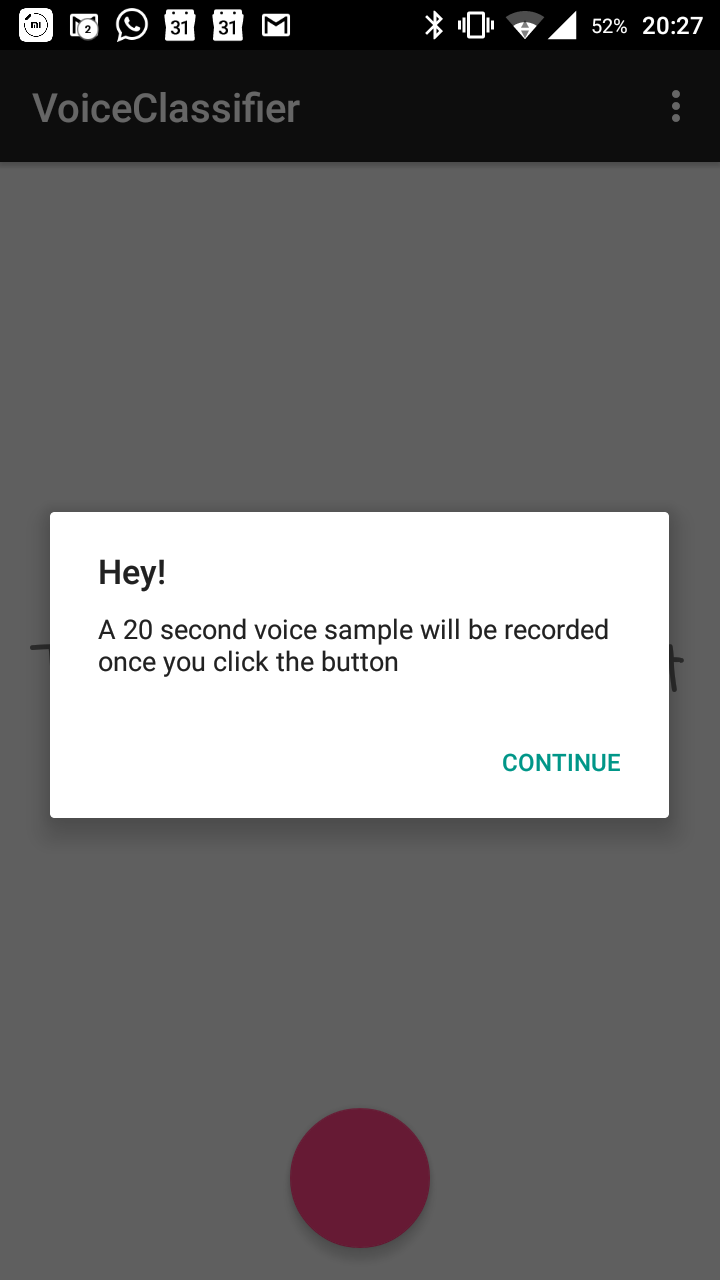 mi 2 31 31 52% 20:27
VoiceClassifier
Hey!
A 20 second voice sample will be recorded
once you click the button
CONTINUE